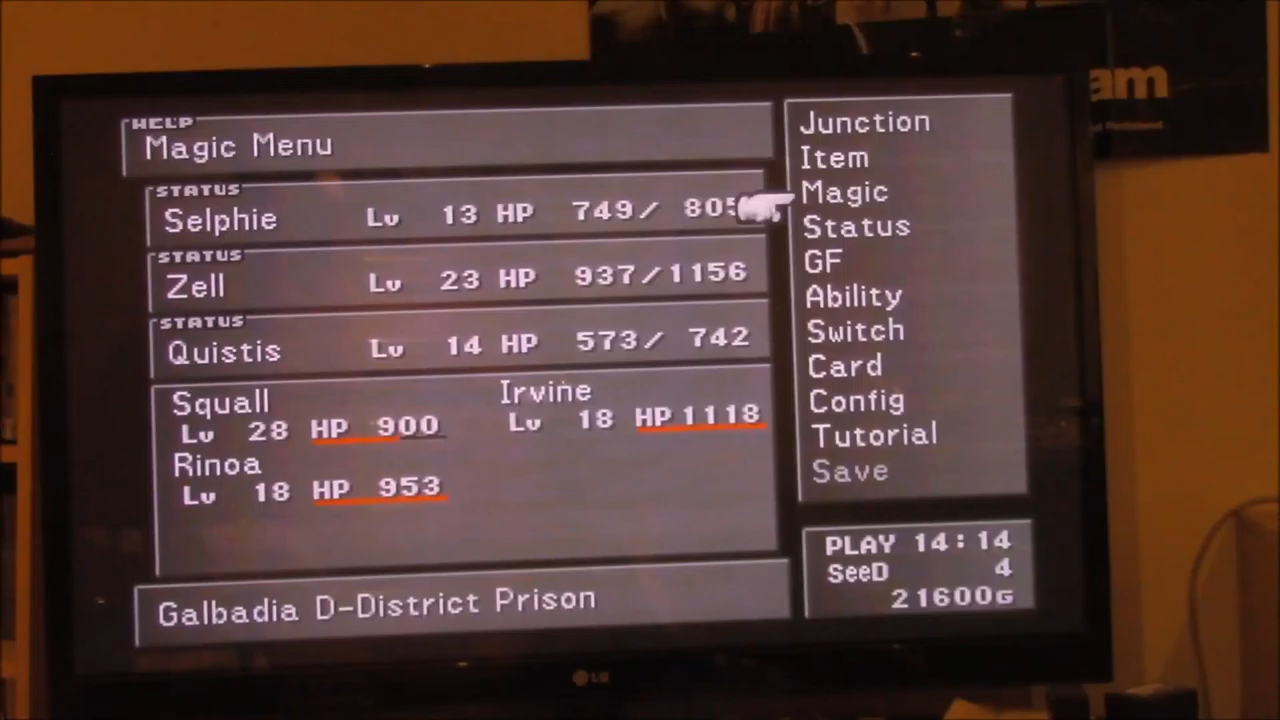 HELP
Magic Menu
STATUS
Selphie Lv 13 HP 749/ 805
STATUS
Zell Lv 23 HP 937/1156
STATUS
Quistis Lv 14 HP 573/ 742
Squall
Lv 28 HP 900
Irvine
Lv 18 HP 1118
Rinoa
Lv 18 HP 953
Galbadia D-District Prison
Junction
Item
Magic
Status
GF
Ability
Switch
Card
Config
Tutorial
Save
PLAY 14:14
SeeD 4
21600G
LG
am